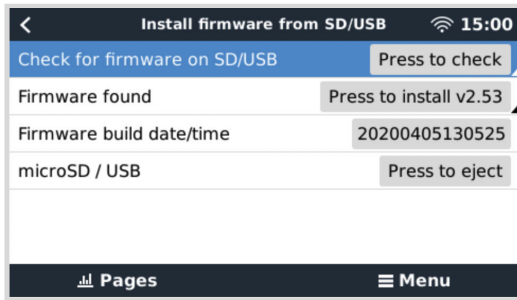 Install firmware from SD/USB 15:00
Check for firmware on SD/USB Press to check
Firmware found Press to install v2.53
Firmware build date/time 20200405130525
microSD / USB Press to eject
Pages Menu